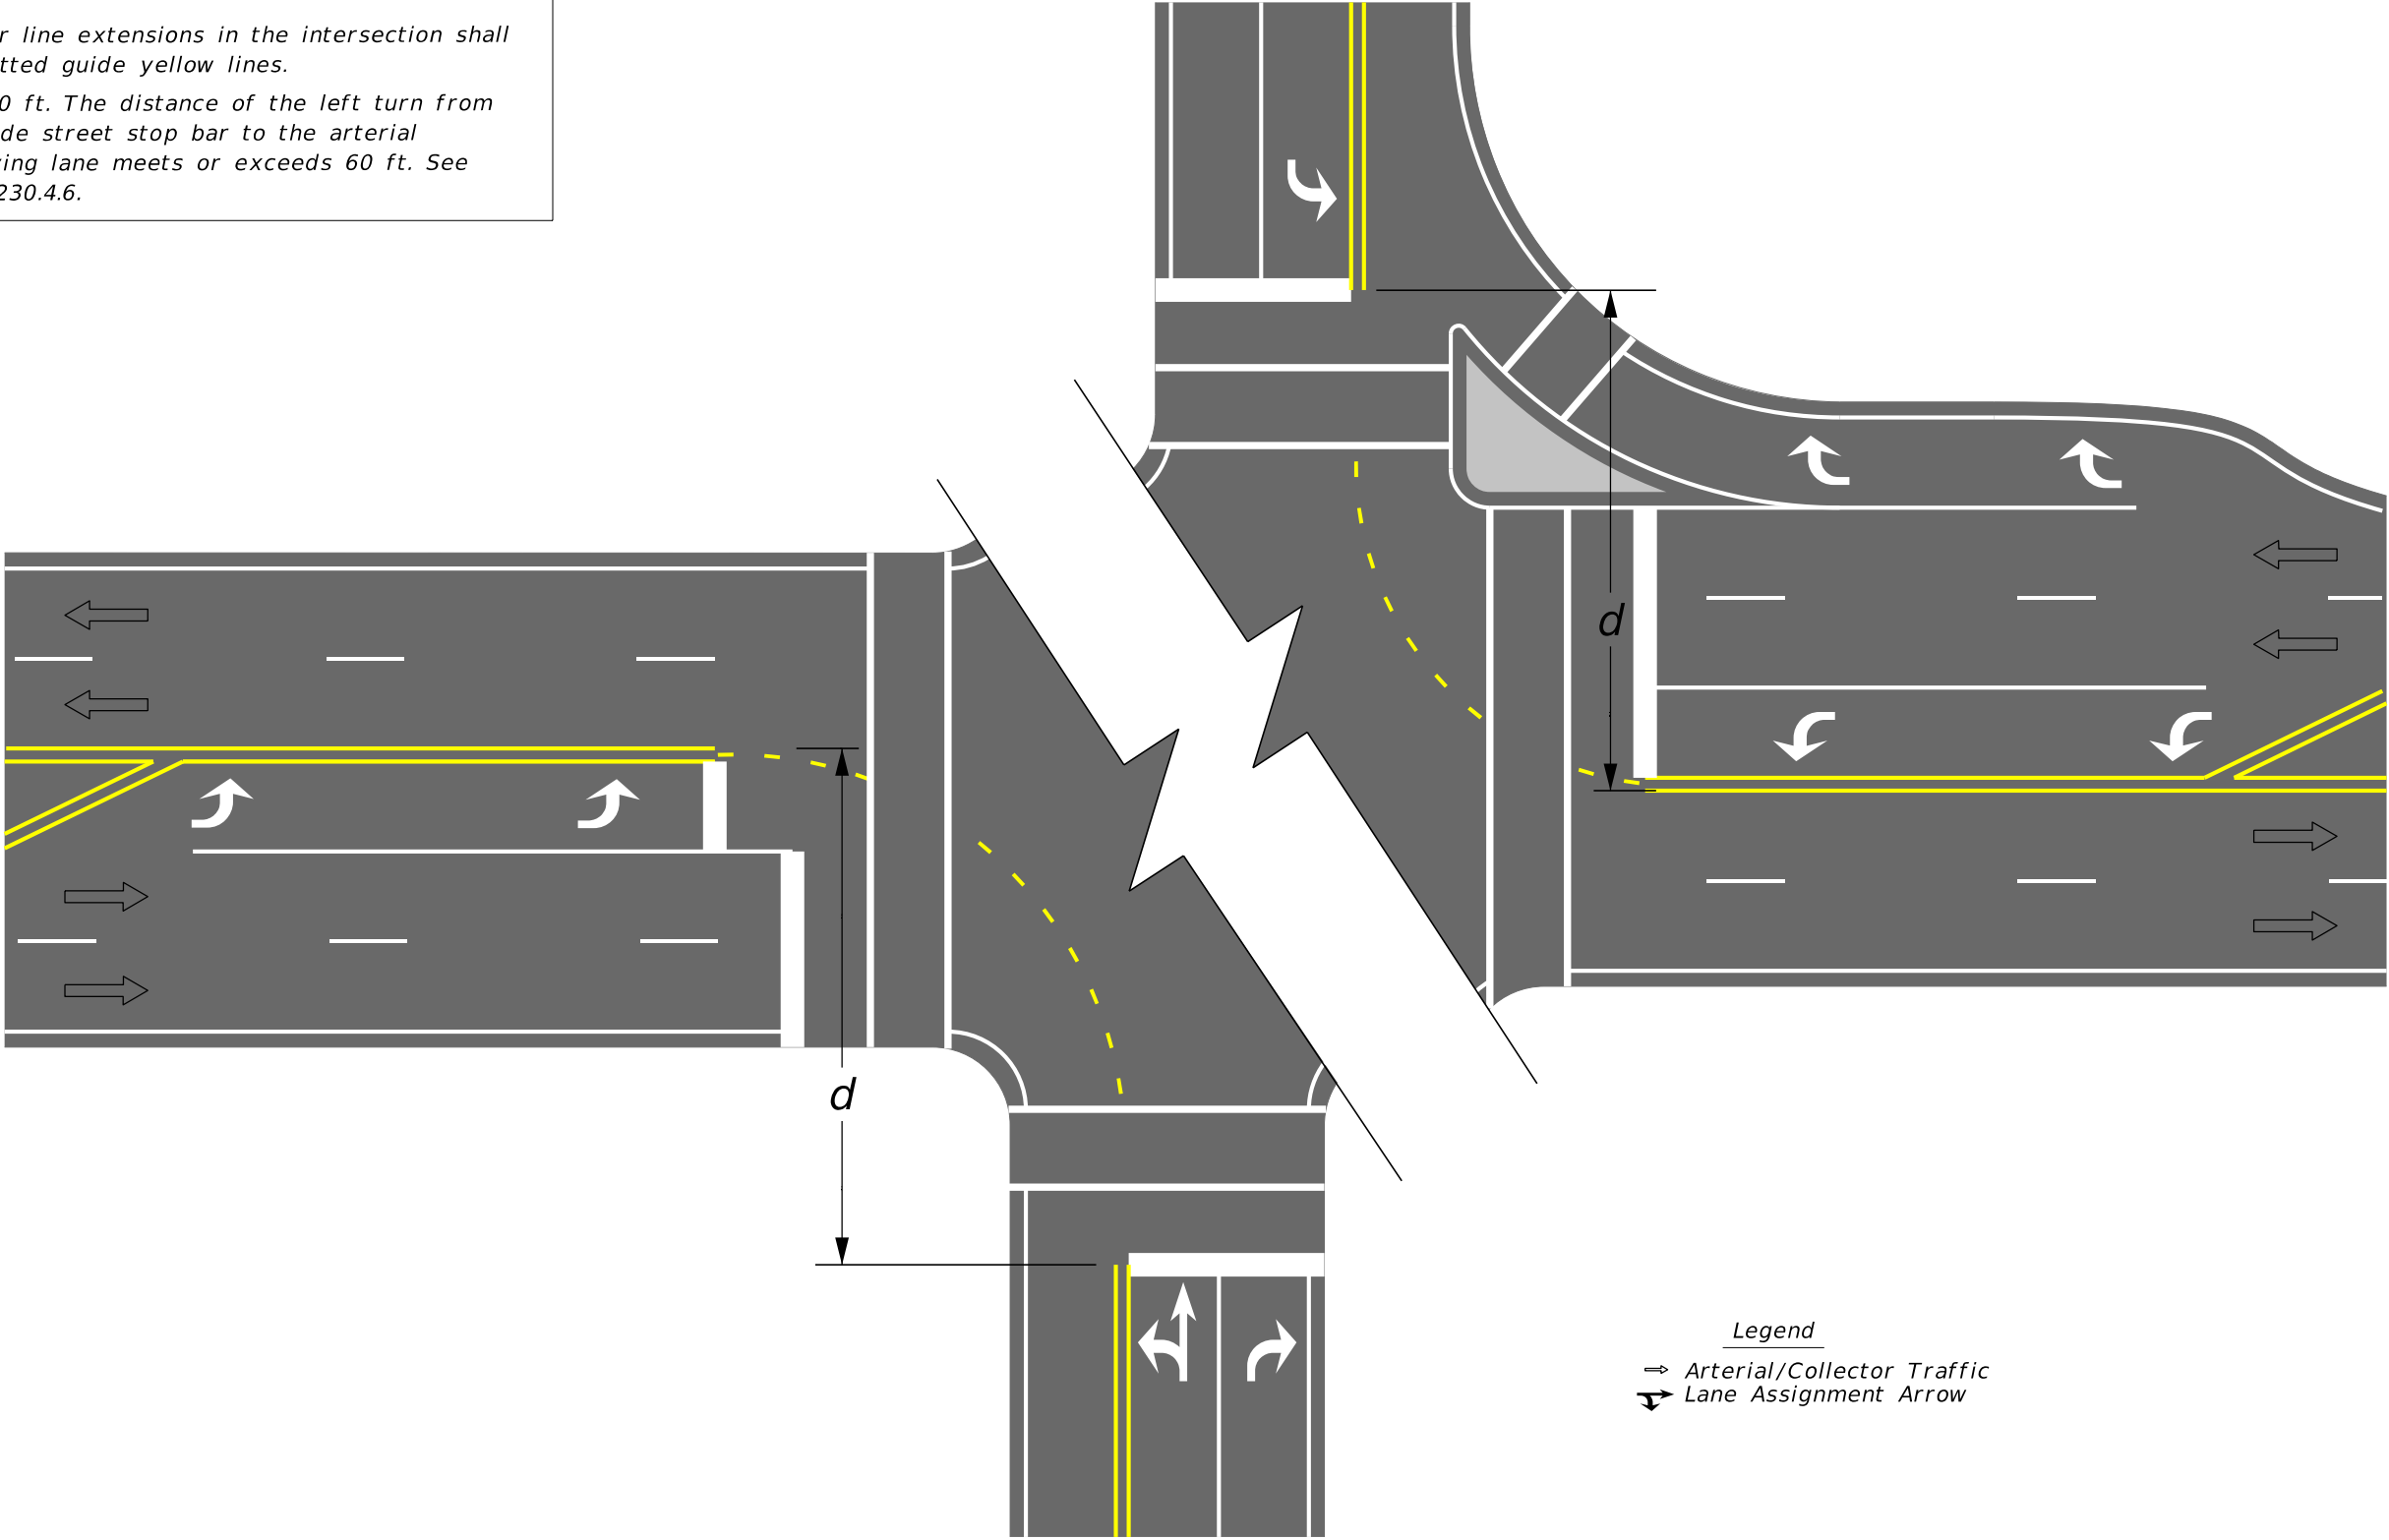 r line extensions in the intersection shall
tted guide yellow lines.
0 ft. The distance of the left turn from
de street stop bar to the arterial
ving lane meets or exceeds 60 ft. See
230.4.6.
d
d
Legend
Arterial/Collector Traffic
Lane Assignment Arrow